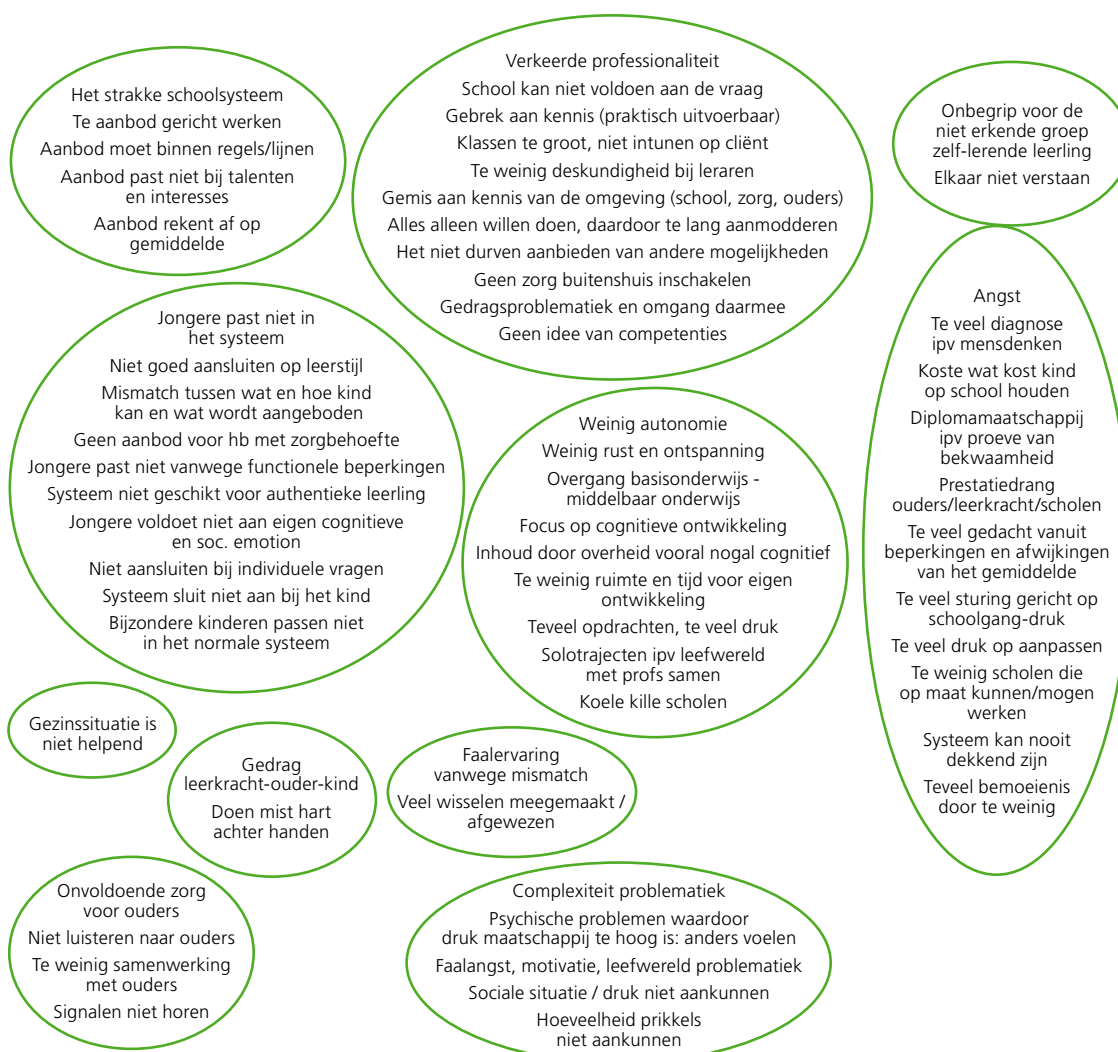 Het strakke schoolsysteem
Te aanbod gericht werken
Aanbod moet binnen regels/lijnen
Aanbod past niet bij talenten
en interesses
Aanbod rekent af op
gemiddelde
Verkeerde professionaliteit
School kan niet voldoen aan de vraag
Gebrek aan kennis (praktisch uitvoerbaar)
Klassen te groot, niet intunen op cliënt
Te weinig deskundigheid bij leraren
Gemis aan kennis van de omgeving (school, zorg, ouders)
Alles alleen willen doen, daardoor te lang aanmodderen
Het niet durven aanbieden van andere mogelijkheden
Geen zorg buitenshuis inschakelen
Gedragsproblematiek en omgang daarmee
Geen idee van competenties
Onbegrip voor de
niet erkende groep
zelf-lerende leerling
Elkaar niet verstaan
Jongere past niet in
het systeem
Niet goed aansluiten op leerstijl
Mismatch tussen wat en hoe kind
kan en wat wordt aangeboden
Geen aanbod voor hb met zorgbehoefte
Jongere past niet vanwege functionele beperkingen
Systeem niet geschikt voor authentieke leerling
Jongere voldoet niet aan eigen cognitieve
en soc. emotion
Niet aansluiten bij individuele vragen
Systeem sluit niet aan bij het kind
Bijzondere kinderen passen niet
in het normale systeem
Weinig autonomie
Weinig rust en ontspanning
Overgang basisonderwijs -
middelbaar onderwijs
Focus op cognitieve ontwikkeling
Inhoud door overheid vooral nogal cognitief
Te weinig ruimte en tijd voor eigen
ontwikkeling
Teveel opdrachten, te veel druk
Solotrajecten ipv leefwereld
met profs samen
Koele kille scholen
Angst
Te veel diagnose
ipv mensdenken
Koste wat kost kind
op school houden
Diplomamaatschappij
ipv proeve van
bekwaamheid
Prestatiedrang
ouders/leerkracht/scholen
Te veel gedacht vanuit
beperkingen en afwijkingen
van het gemiddelde
Te veel sturing gericht op
schoolgang-druk
Te veel druk op aanpassen
Te weinig scholen die
op maat kunnen/mogen
werken
Systeem kan nooit
dekkend zijn
Teveel bemoeienis
door te weinig
Gezinssituatie is
niet helpend
Gedrag
leerkracht-ouder-kind
Doen mist hart
achter handen
Faalervaring
vanwege mismatch
Veel wisselen meegemaakt /
afgewezen
Onvoldoende zorg
voor ouders
Niet luisteren naar ouders
Te weinig samenwerking
met ouders
Signalen niet horen
Complexiteit problematiek
Psychische problemen waardoor
druk maatschappij te hoog is: anders voelen
Faalangst, motivatie, leefwereld problematiek
Sociale situatie / druk niet aankunnen
Hoeveelheid prikkels
niet aankunnen